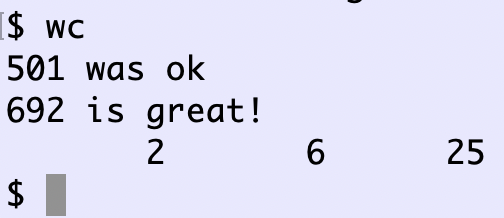 $ wc
501 was ok
692 is great!
       2       6      25
$